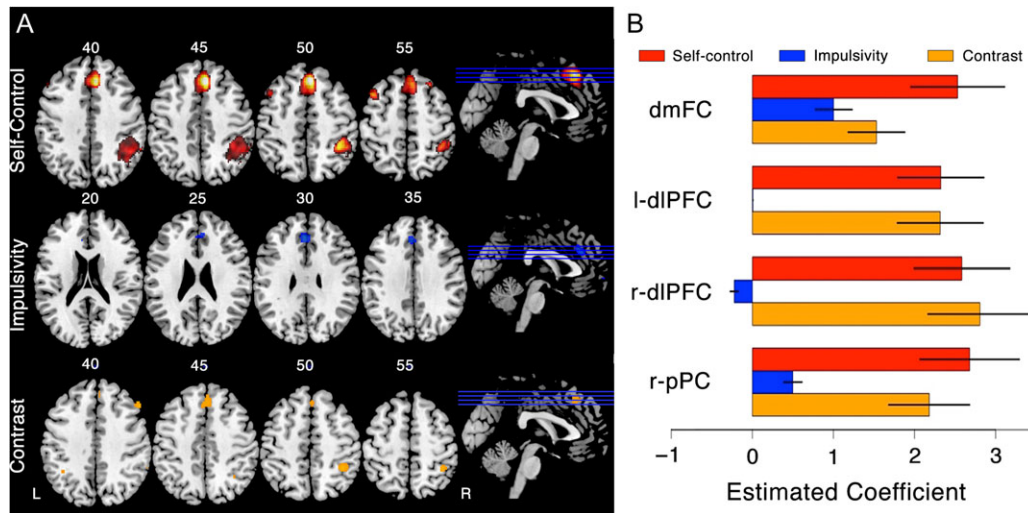 A
40 45 50 55
Self-Control
20 25 30 35
Impulsivity
40 45 50 55
Contrast
L R
B
Self-control Impulsivity Contrast
dmFC
l-dlPFC
r-dlPFC
r-pPC
−1 0 1 2 3
Estimated Coefficient